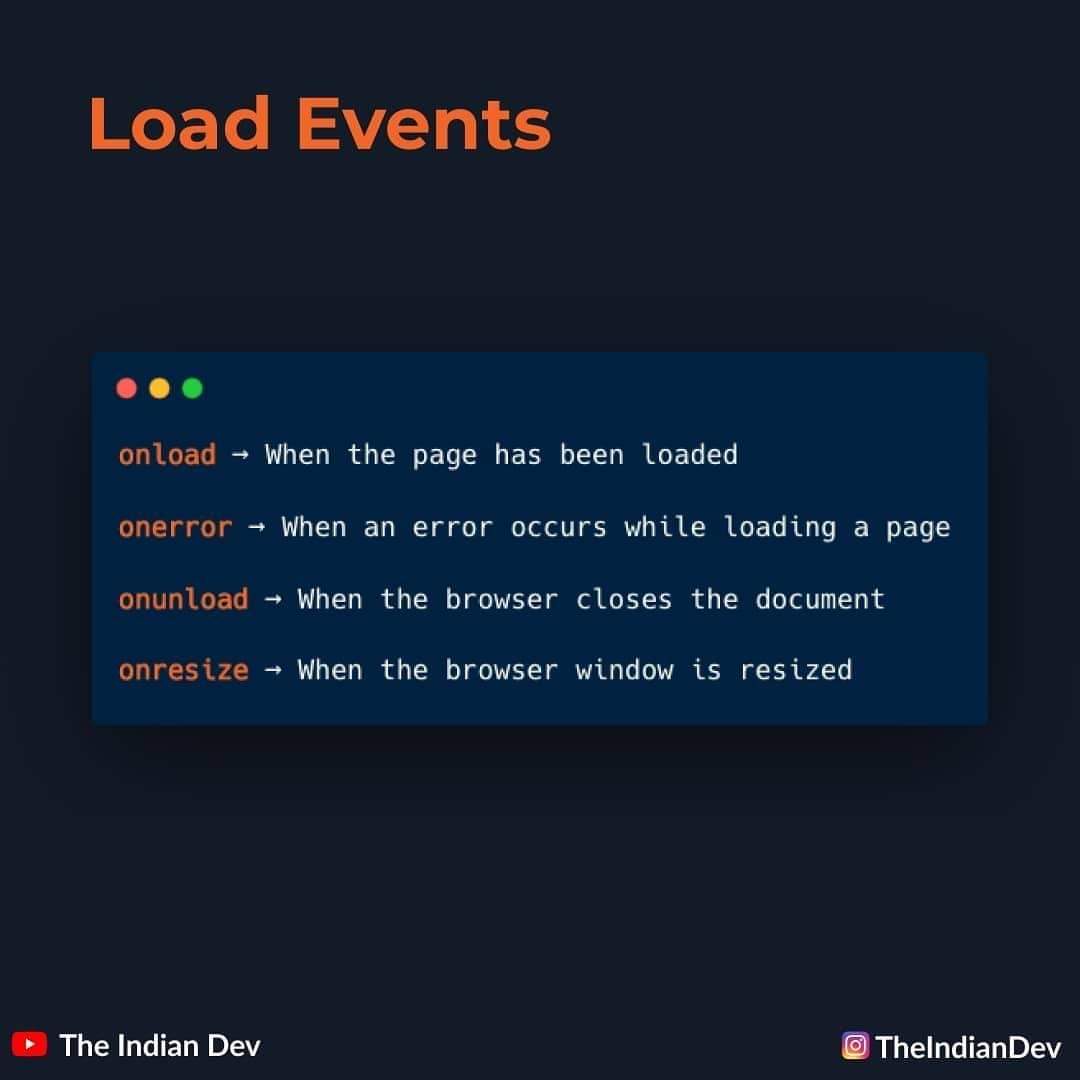 Load Events
onload → When the page has been loaded
onerror → When an error occurs while loading a page
onunload → When the browser closes the document
onresize → When the browser window is resized
The Indian Dev
TheIndianDev